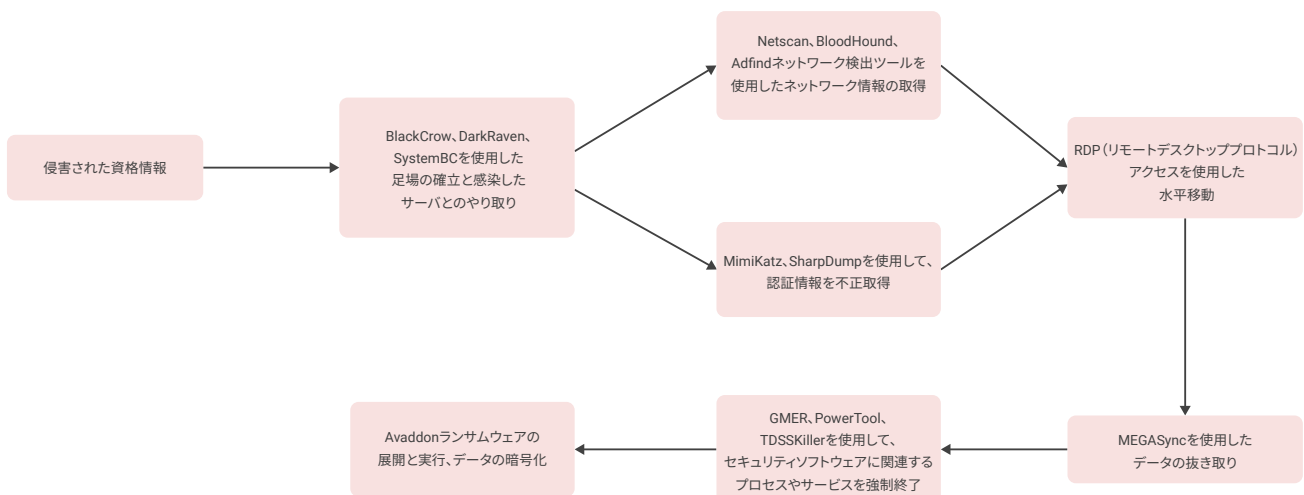 侵害された資格情報
BlackCrow、DarkRaven、
SystemBCを使用した
足場の確立と感染した
サーバとのやり取り
Netscan、BloodHound、
Adfindネットワーク検出ツールを
使用したネットワーク情報の取得
MimiKatz、SharpDumpを使用して、
認証情報を不正取得
RDP（リモートデスクトッププロトコル）
アクセスを使用した
水平移動
MEGASyncを使用した
データの抜き取り
GMER、PowerTool、
TDSSKillerを使用して、
セキュリティソフトウェアに関連する
プロセスやサービスを強制終了
Avaddonランサムウェアの
展開と実行、データの暗号化